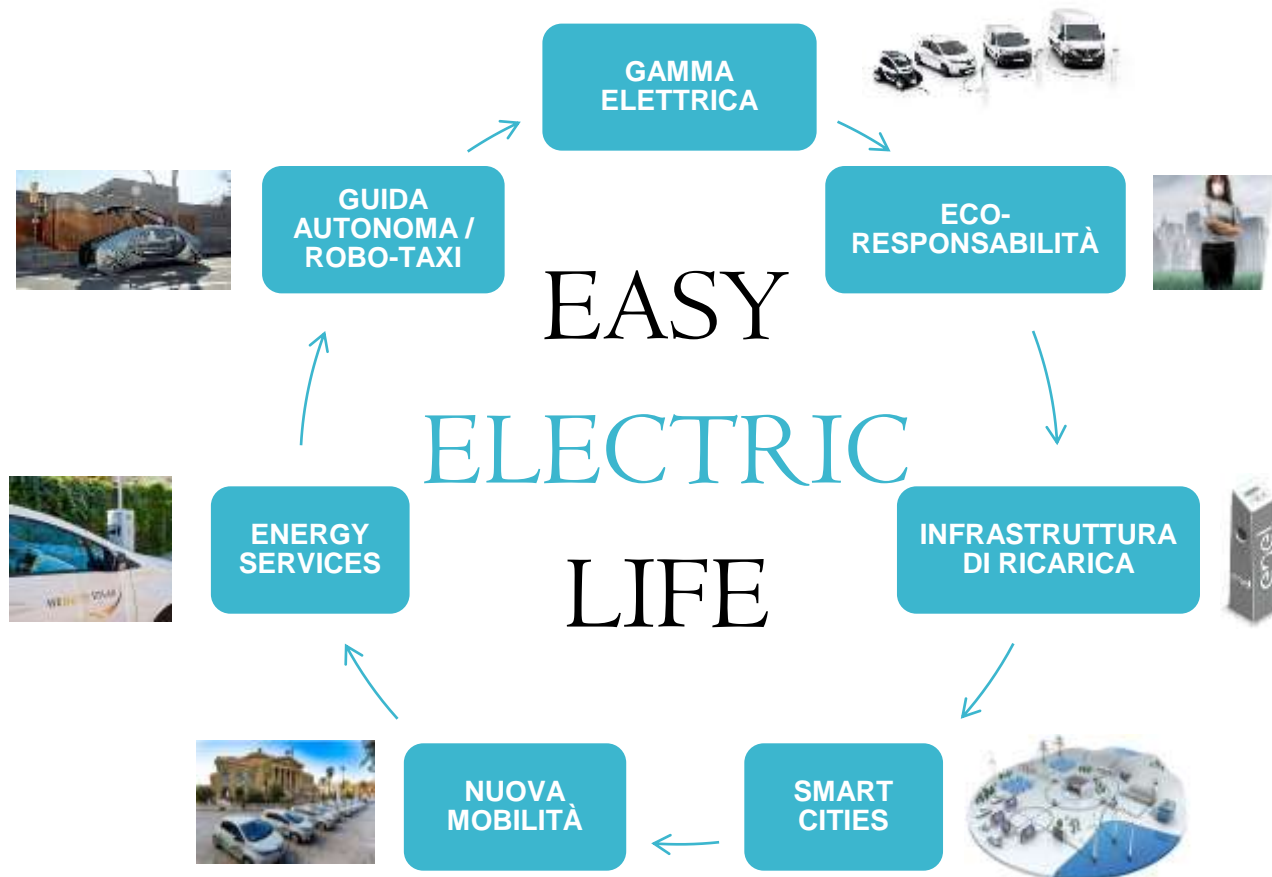 GAMMA
ELETTRICA
ECO-
RESPONSABILITÀ
INFRASTRUTTURA
DI RICARICA
SMART
CITIES
NUOVA
MOBILITÀ
ENERGY
SERVICES
GUIDA
AUTONOMA /
ROBO-TAXI
EASY
ELECTRIC
LIFE
enel